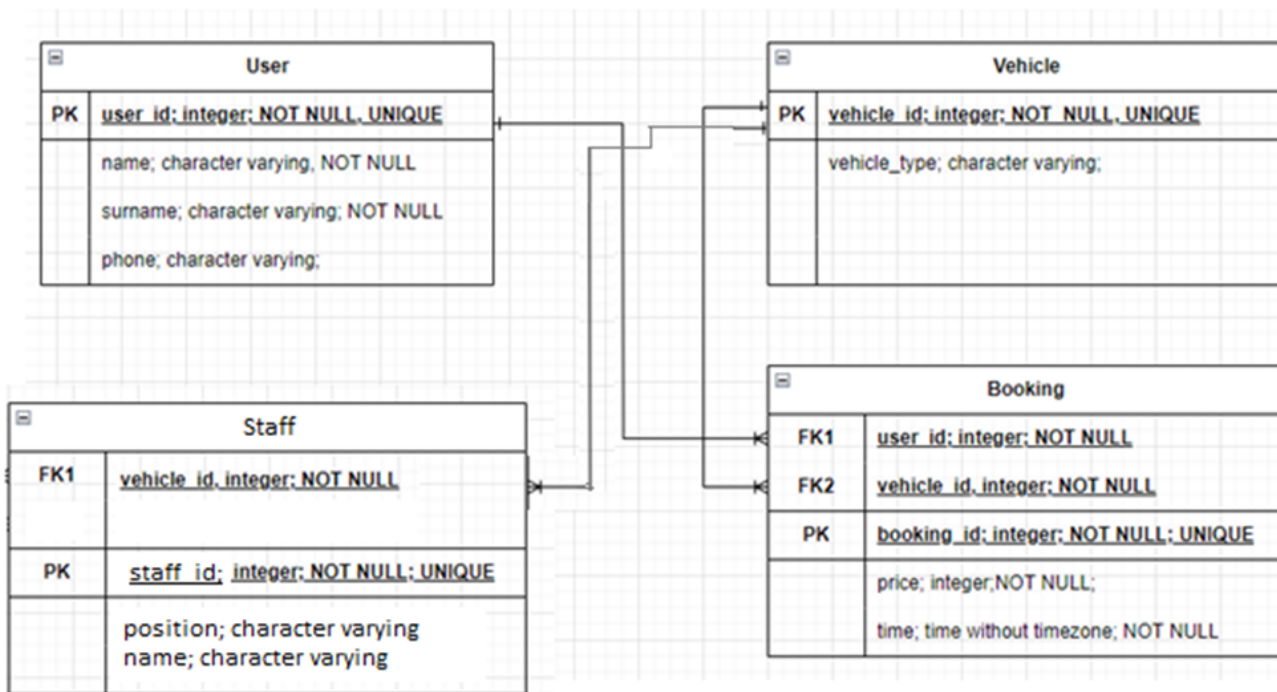 User
PK user_id; integer; NOT NULL, UNIQUE
name; character varying, NOT NULL
surname; character varying; NOT NULL
phone; character varying;
Vehicle
PK vehicle_id; integer; NOT NULL, UNIQUE
vehicle_type; character varying;
Staff
FK1 vehicle_id, integer; NOT NULL
PK staff_id; integer; NOT NULL; UNIQUE
position; character varying
name; character varying
Booking
FK1 user_id; integer; NOT NULL
FK2 vehicle_id, integer; NOT NULL
PK booking_id; integer; NOT NULL; UNIQUE
price; integer;NOT NULL;
time; time without timezone; NOT NULL